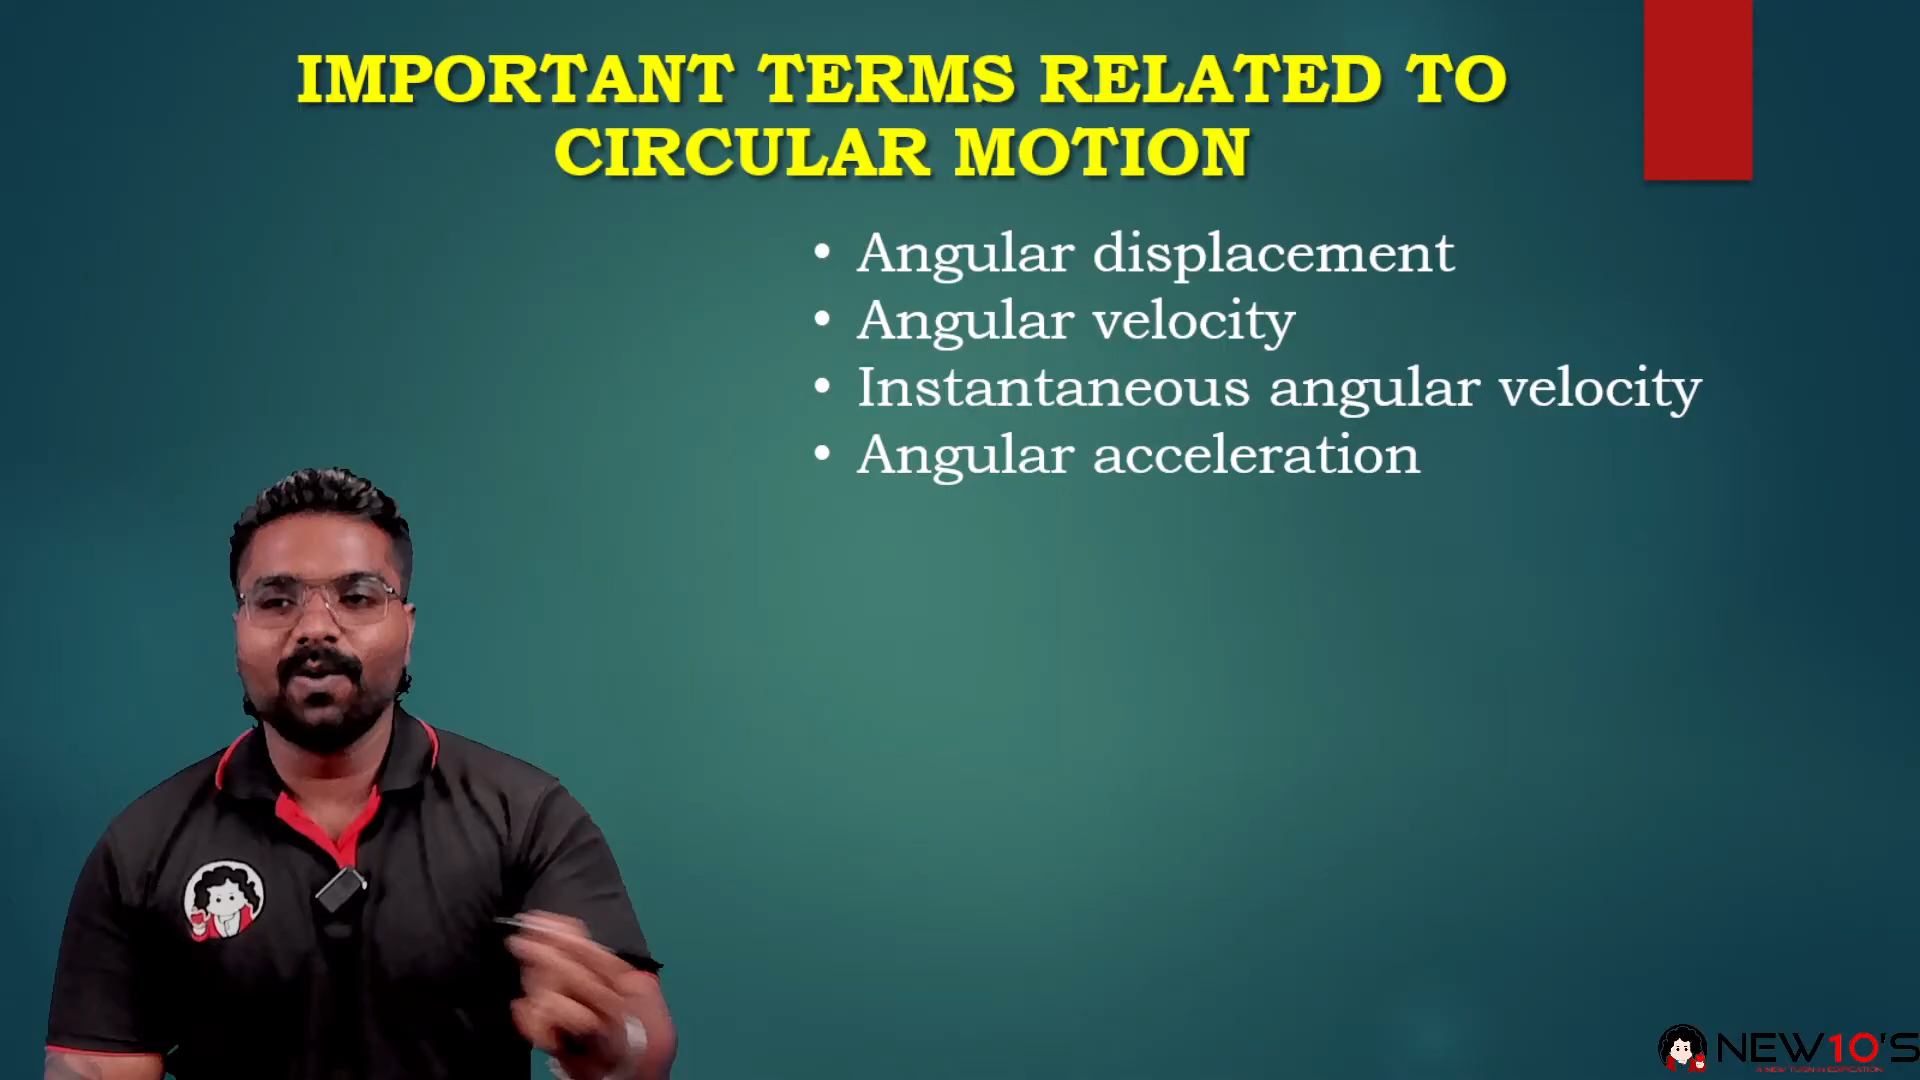 IMPORTANT TERMS RELATED TO
CIRCULAR MOTION
• Angular displacement
• Angular velocity
• Instantaneous angular velocity
• Angular acceleration
NEW10'S